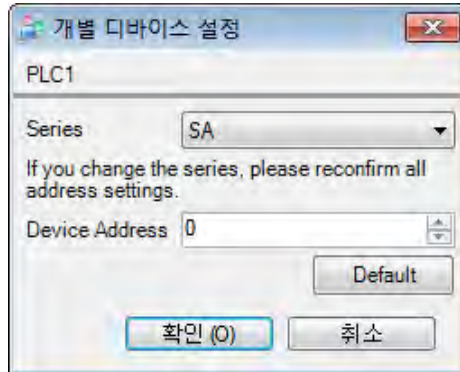 개별 디바이스 설정
PLC1
Series SA
If you change the series, please reconfirm all
address settings.
Device Address 0
Default
확인 (O) 취소